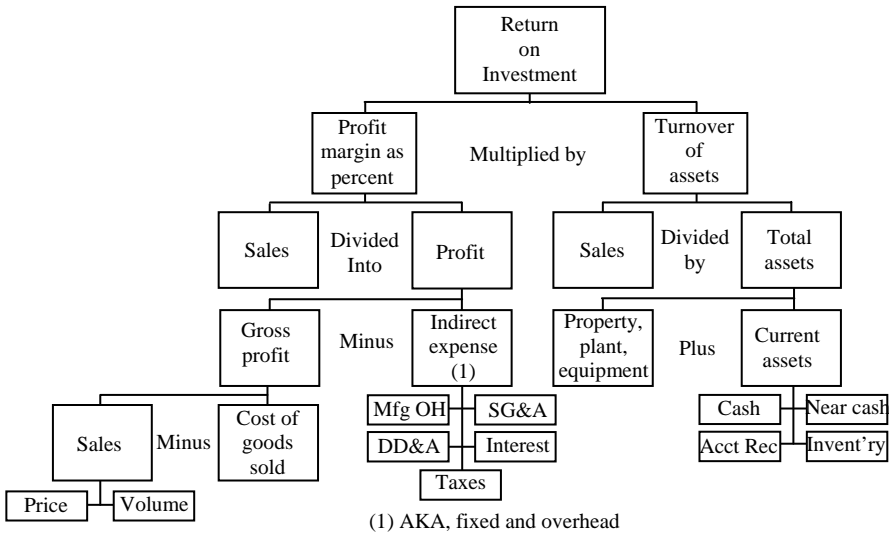 Return
on
Investment
Profit
margin as
percent
Multiplied by
Turnover
of
assets
Sales
Divided
Into
Profit
Sales
Divided
by
Total
assets
Gross
profit
Minus
Indirect
expense
(1)
Property,
plant,
equipment
Plus
Current
assets
Sales
Minus
Cost of
goods
sold
Mfg OH
SG&A
DD&A
Interest
Taxes
Cash
Near cash
Acct Rec
Invent'ry
Price
Volume
(1) AKA, fixed and overhead